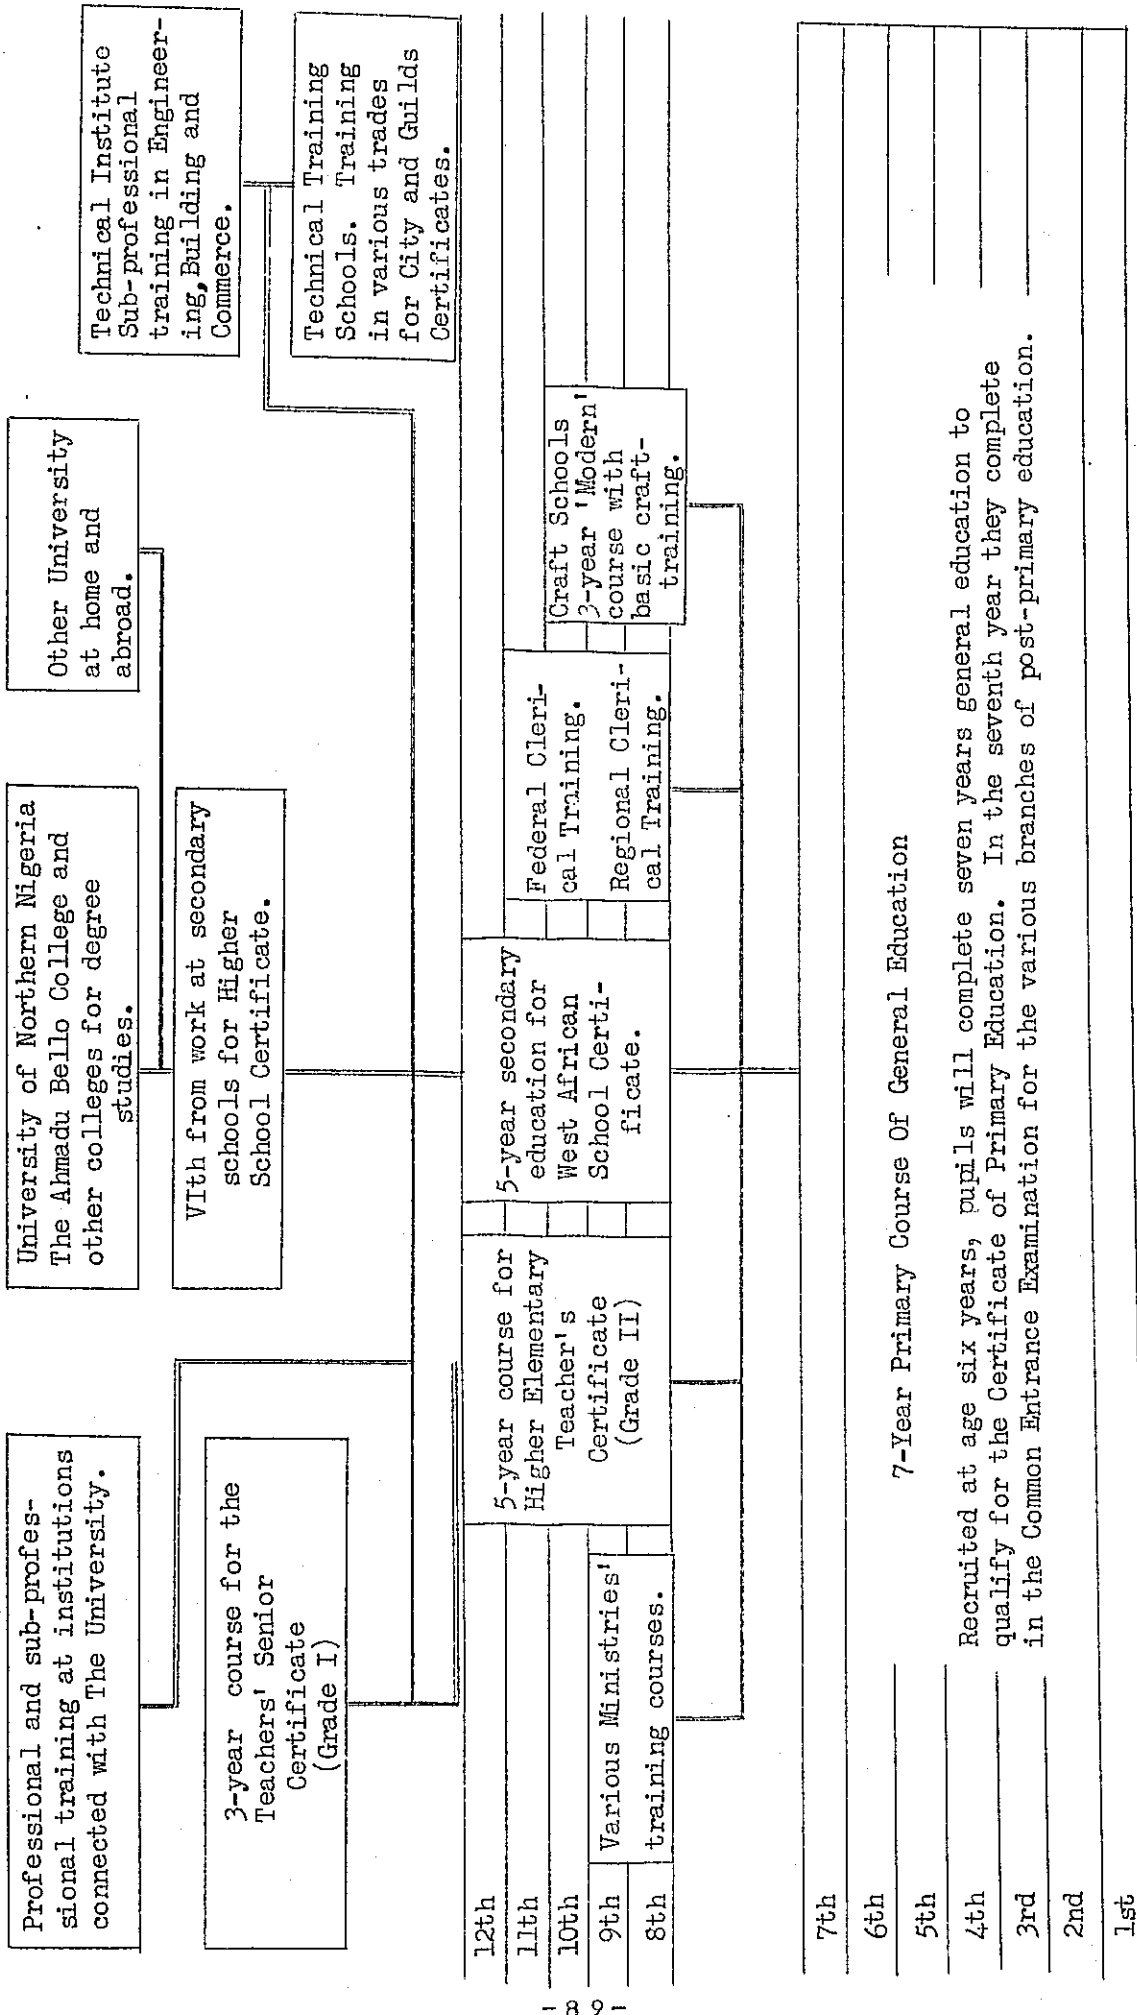 Professional and sub-profes-
sional training at institutions
connected with The University.
University of Northern Nigeria
The Ahmadu Bello College and
other colleges for degree
studies.
Other University
at home and
abroad.
Technical Institute
Sub-professional
training in Engineer-
ing,Building and
Commerce.
3-year course for the
Teachers' Senior
Certificate
(Grade I)
VIth from work at secondary
schools for Higher
School Certificate.
Technical Training
Schools. Training
in various trades
for City and Guilds
Certificates.
12th
11th
10th
9th
8th
Various Ministries'
training courses.
5-year course for
Higher Elementary
Teacher's
Certificate
(Grade II)
5-year secondary
education for
West African
School Certi-
ficate.
Federal Cleri-
cal Training.
Regional Cleri-
cal Training.
Craft Schools
3-year 'Modern'
course with
basic craft-
training.
7th
6th
5th
4th
3rd
2nd
1st
7-Year Primary Course Of General Education
Recruited at age six years, pupils will complete seven years general education to
qualify for the Certificate of Primary Education. In the seventh year they complete
in the Common Entrance Examination for the various branches of post-primary education.
-89-